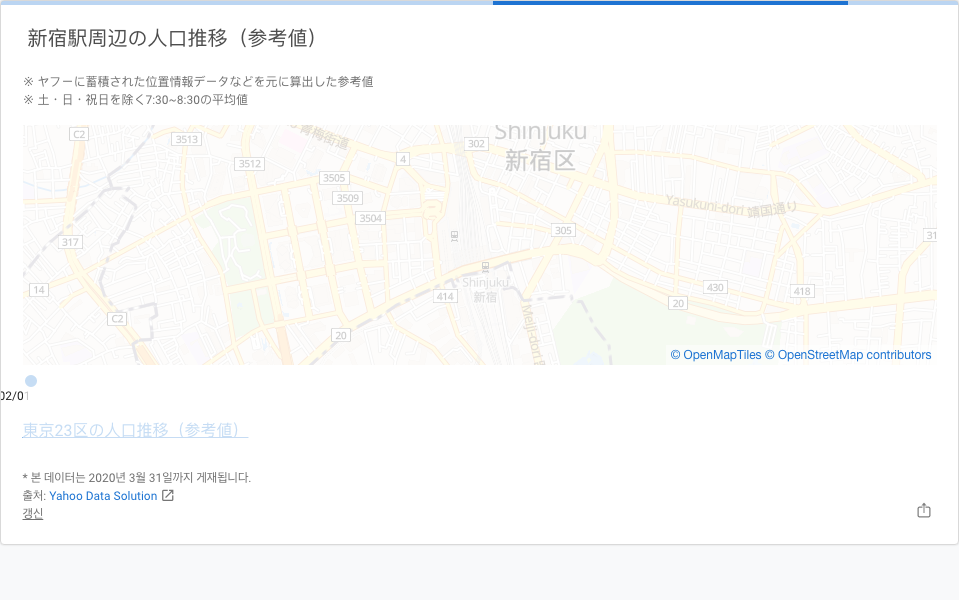 新宿駅周辺の人口推移（参考値）
※ ヤフーに蓄積された位置情報データなどを元に算出した参考値
※ 土・日・祝日を除く7:30~8:30の平均値
Shinjuku
新宿区
青梅街道
C2
3513
302
4
3512
3505
3509
3504
Yasukuni-dori 靖国通り
305
317
31
Shinjuku
新宿
14
414
430
418
20
C2
20
Meiji-dori
© OpenMapTiles © OpenStreetMap contributors
02/01
東京23区の人口推移（参考値）
* 본 데이터는 2020년 3월 31일까지 게재됩니다.
출처: Yahoo Data Solution
갱신